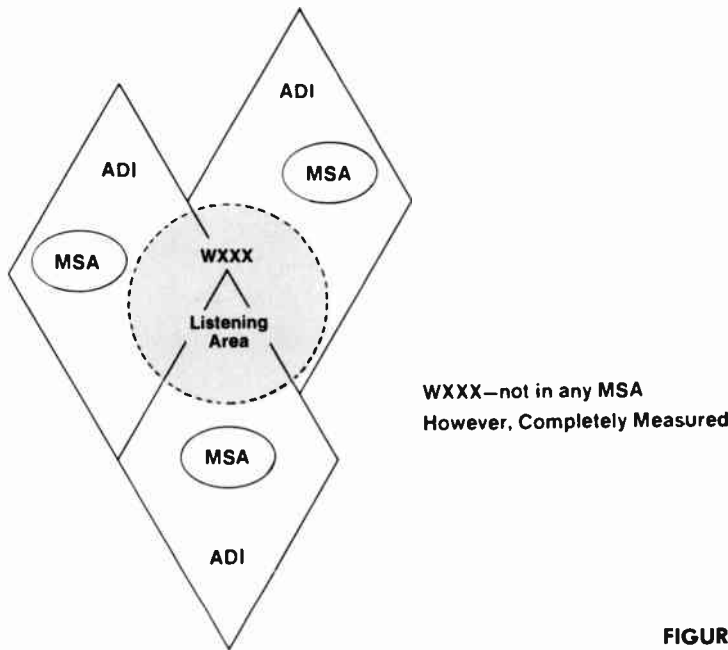 ADI
ADI
MSA
MSA
WXXX
Listening
Area
WXXX—not in any MSA
However, Completely Measured
MSA
ADI
FIGUR